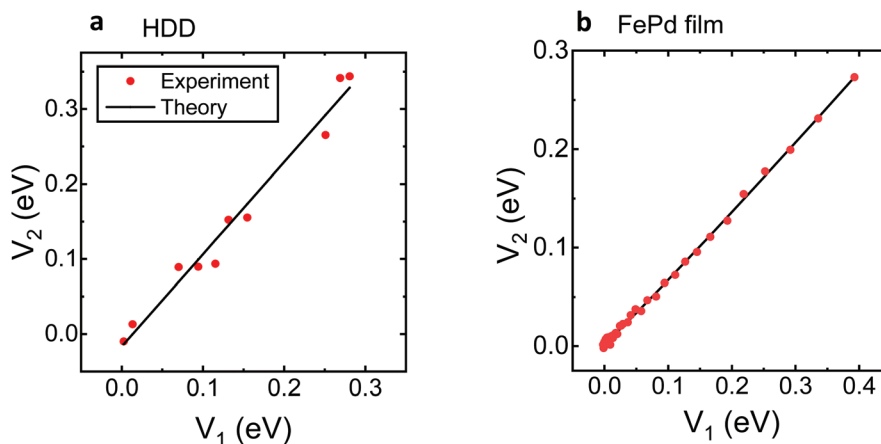 a HDD
Experiment
Theory
0.3
0.2
0.1
0.0
V2 (eV)
0.0 0.1 0.2 0.3
V1 (eV)
b FePd film
0.3
0.2
0.1
0.0
V2 (eV)
0.0 0.1 0.2 0.3 0.4
V1 (eV)